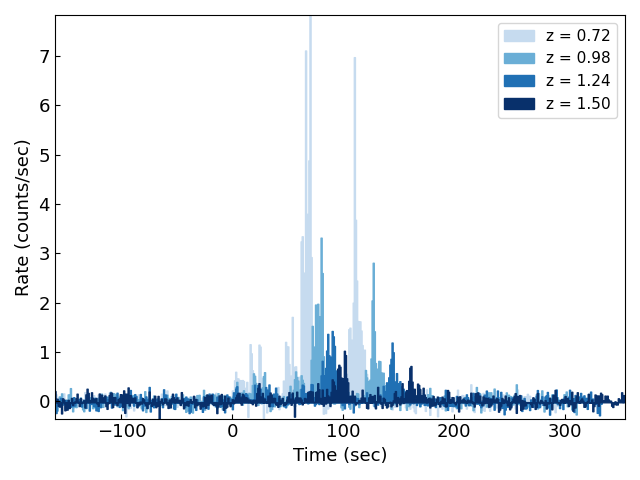 z = 0.72
z = 0.98
z = 1.24
z = 1.50
7
6
5
4
3
2
1
0
Rate (counts/sec)
−100 0 100 200 300
Time (sec)